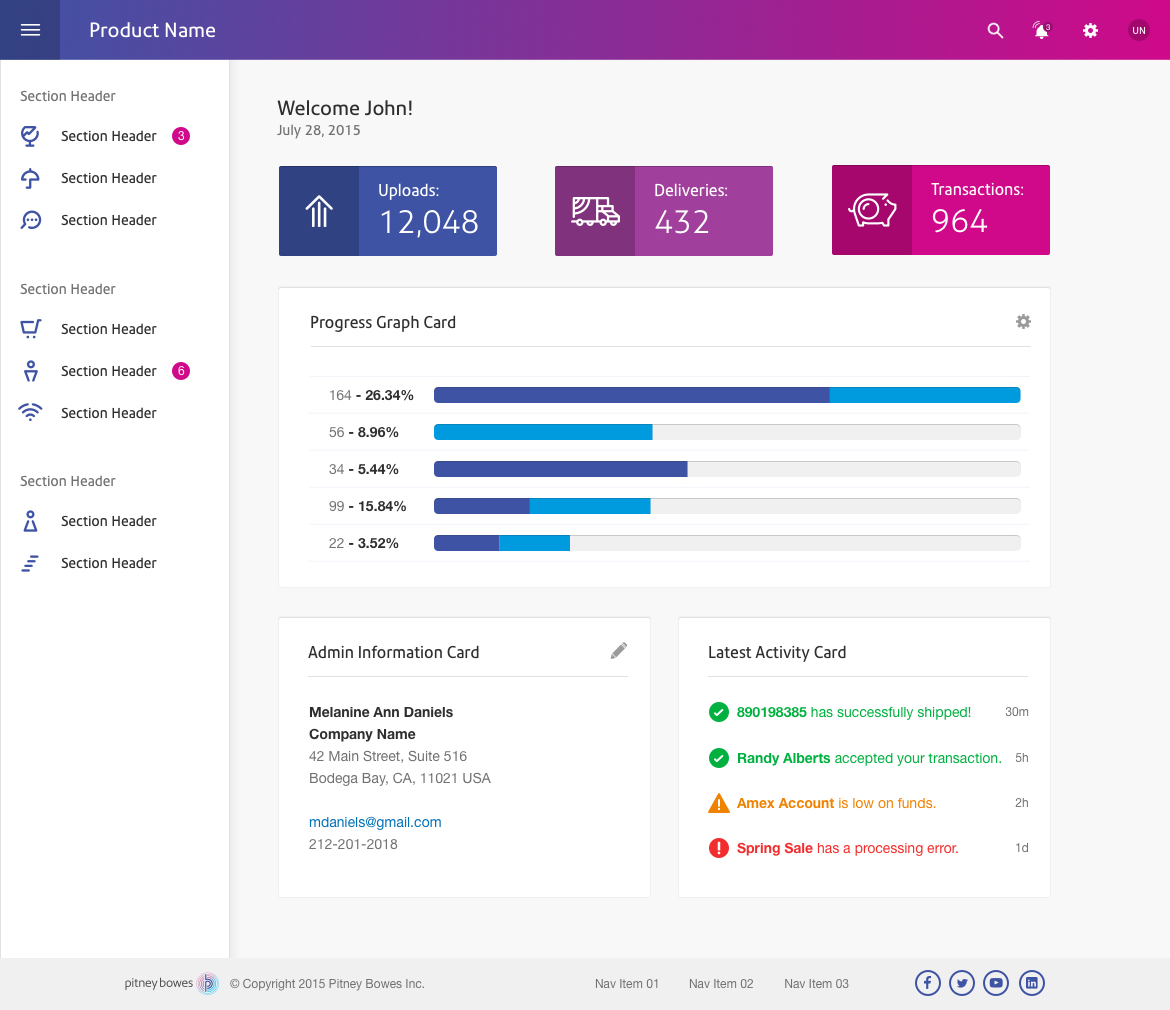 Product Name
3
UN
Section Header
Section Header 3
Section Header
Section Header
Section Header
Section Header
Section Header 6
Section Header
Section Header
Section Header
Section Header
Welcome John!
July 28, 2015
Uploads:
12,048
Deliveries:
432
Transactions:
964
Progress Graph Card
164 - 26.34%
56 - 8.96%
34 - 5.44%
99 - 15.84%
22 - 3.52%
Admin Information Card
Melanine Ann Daniels
Company Name
42 Main Street, Suite 516
Bodega Bay, CA, 11021 USA
mdaniels@gmail.com
212-201-2018
Latest Activity Card
890198385 has successfully shipped! 30m
Randy Alberts accepted your transaction. 5h
Amex Account is low on funds. 2h
Spring Sale has a processing error. 1d
pitney bowes © Copyright 2015 Pitney Bowes Inc. Nav Item 01 Nav Item 02 Nav Item 03